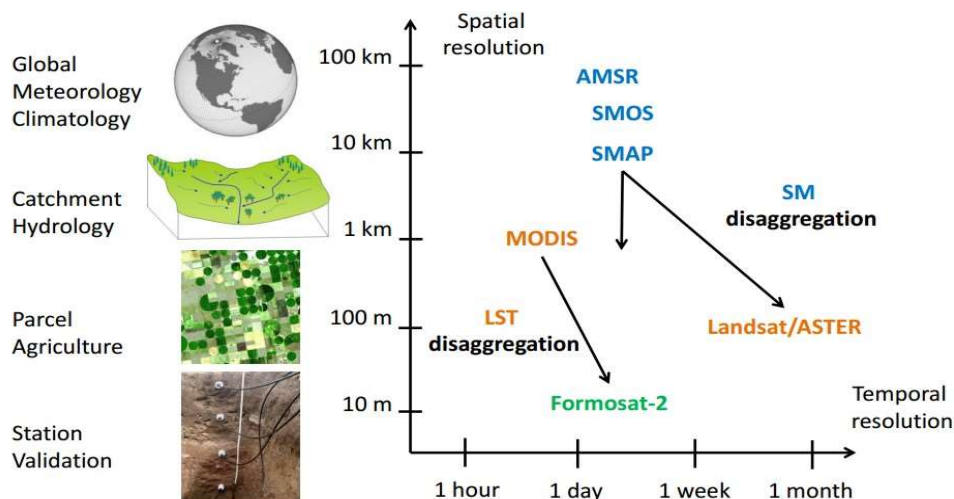 Global
Meteorology
Climatology
Catchment
Hydrology
Parcel
Agriculture
Station
Validation
Spatial
resolution
100 km
10 km
1 km
100 m
10 m
AMSR
SMOS
SMAP
SM
disaggregation
MODIS
LST
disaggregation
Landsat/ASTER
Formosat-2
Temporal
resolution
1 hour
1 day
1 week
1 month